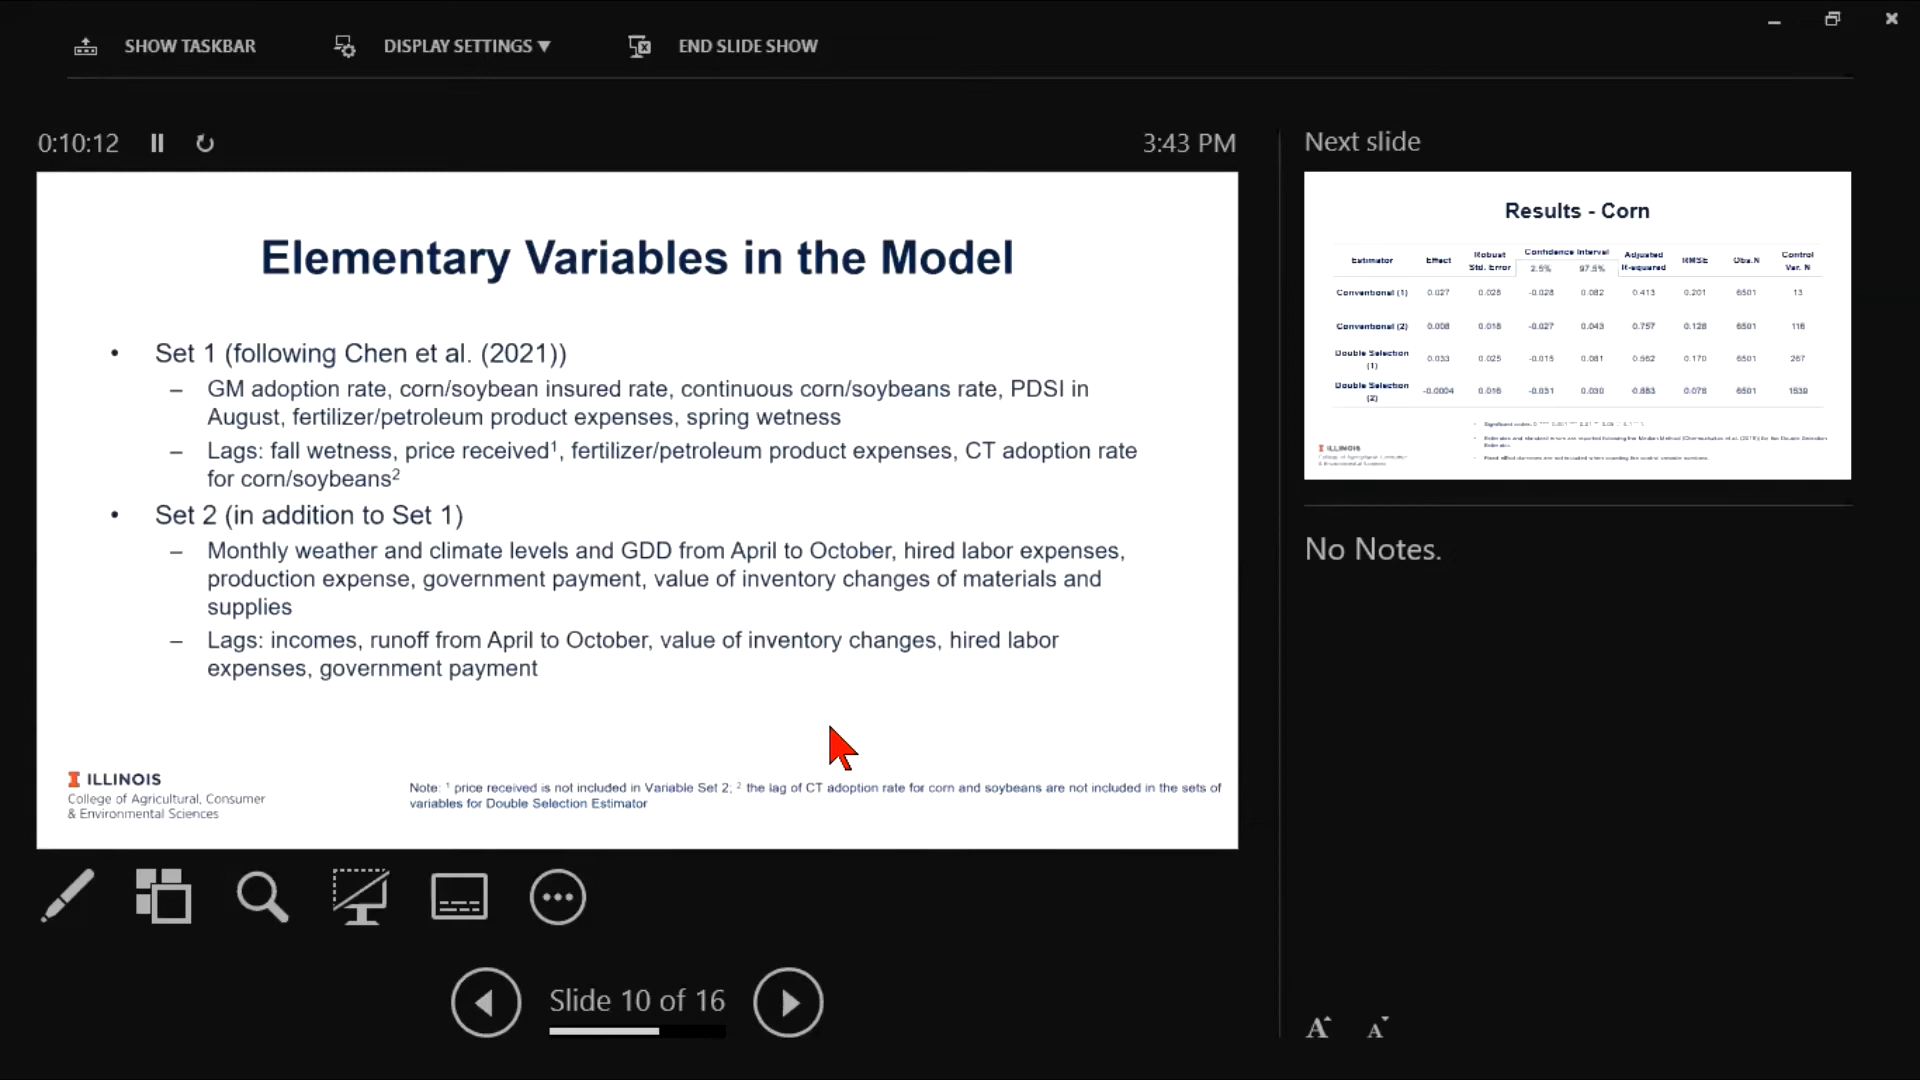 SHOW TASKBAR
DISPLAY SETTINGS ▼
END SLIDE SHOW
0:10:12
3:43 PM
Elementary Variables in the Model
• Set 1 (following Chen et al. (2021))
– GM adoption rate, corn/soybean insured rate, continuous corn/soybeans rate, PDSI in
August, fertilizer/petroleum product expenses, spring wetness
– Lags: fall wetness, price received¹, fertilizer/petroleum product expenses, CT adoption rate
for corn/soybeans²
• Set 2 (in addition to Set 1)
– Monthly weather and climate levels and GDD from April to October, hired labor expenses,
production expense, government payment, value of inventory changes of materials and
supplies
– Lags: incomes, runoff from April to October, value of inventory changes, hired labor
expenses, government payment
I ILLINOIS
College of Agricultural, Consumer
& Environmental Sciences
Note: ¹ price received is not included in Variable Set 2; ² the lag of CT adoption rate for corn and soybeans are not included in the sets of
variables for Double Selection Estimator
Slide 10 of 16
Next slide
Results - Corn
Estimator Effect Robust Std. Error Confidence Interval 2.5% 97.5% Adjusted R-squared RMSE Obs.N Control Var. N
Conventional (1) 0.027 0.028 -0.028 0.082 0.413 0.201 6501 13
Conventional (2) 0.008 0.018 -0.027 0.043 0.757 0.128 6501 116
Double Selection (1) 0.033 0.025 -0.015 0.081 0.562 0.170 6501 267
Double Selection (2) -0.0004 0.016 -0.031 0.030 0.883 0.078 6501 1539
ILLINOIS
No Notes.
A A